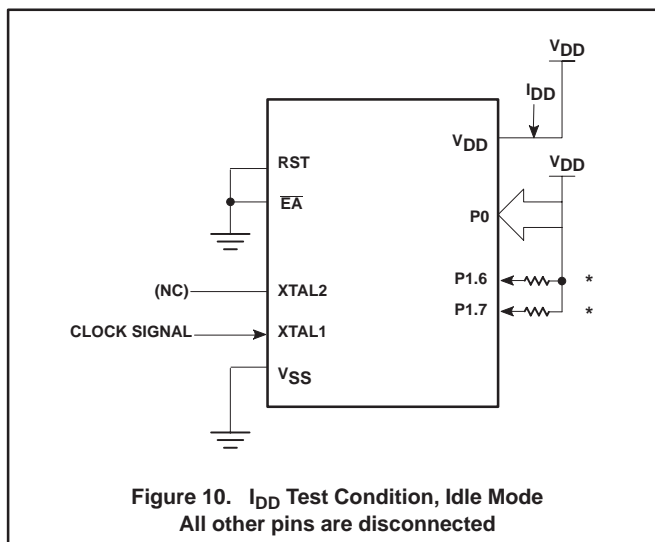 VDD
IDD
VDD
VDD
RST
EA
P0
(NC)
XTAL2
P1.6
*
P1.7
*
CLOCK SIGNAL
XTAL1
VSS
Figure 10. IDD Test Condition, Idle Mode
All other pins are disconnected